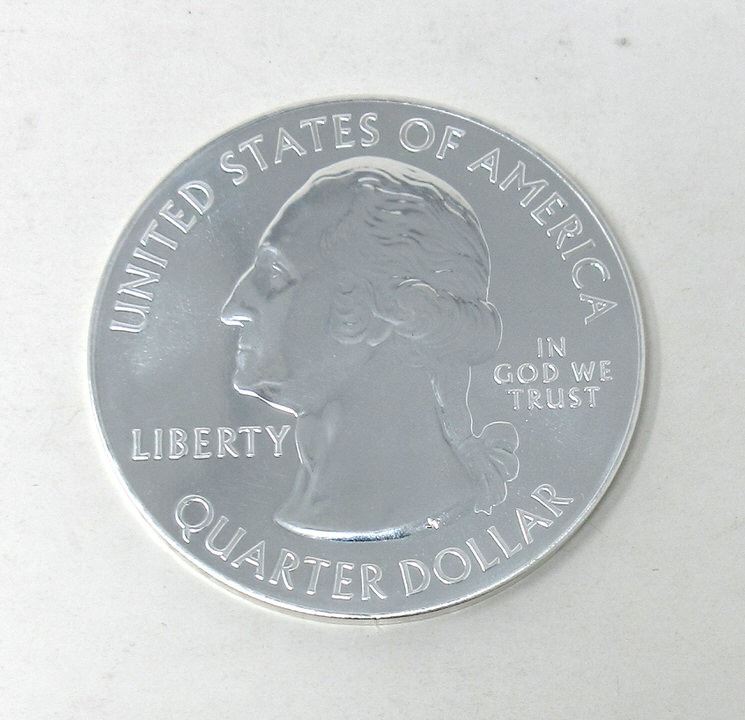 UNITED STATES OF AMERICA
IN
GOD WE
TRUST
LIBERTY
QUARTER DOLLAR